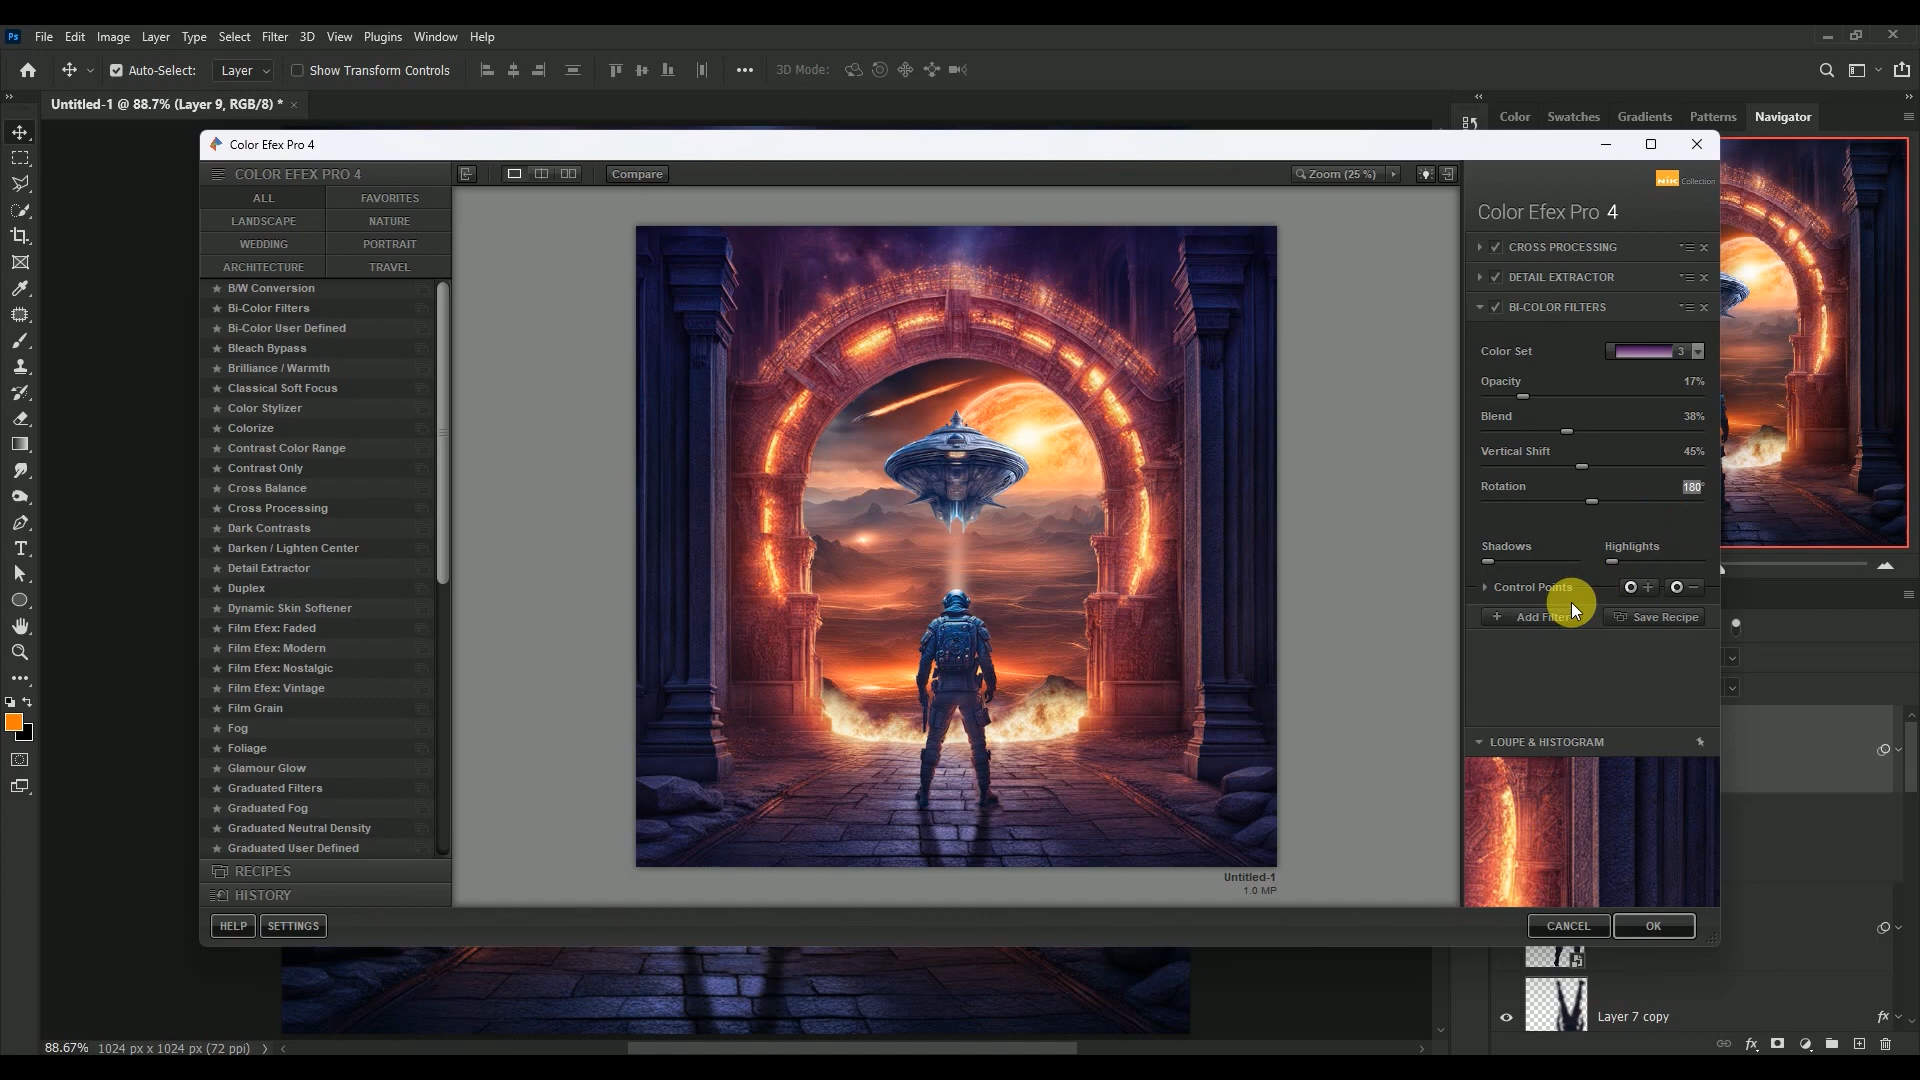 Ps File Edit Image Layer Type Select Filter 3D View Plugins Window Help
Auto-Select: Layer Show Transform Controls 3D Mode:
Untitled-1 @ 88.7% (Layer 9, RGB/8) *
Color Swatches Gradients Patterns Navigator
Color Efex Pro 4
COLOR EFEX PRO 4
Compare
Zoom (25 %)
Nik Collection
ALL FAVORITES
LANDSCAPE NATURE
WEDDING PORTRAIT
ARCHITECTURE TRAVEL
B/W Conversion
Bi-Color Filters
Bi-Color User Defined
Bleach Bypass
Brilliance / Warmth
Classical Soft Focus
Color Stylizer
Colorize
Contrast Color Range
Contrast Only
Cross Balance
Cross Processing
Dark Contrasts
Darken / Lighten Center
Detail Extractor
Duplex
Dynamic Skin Softener
Film Efex: Faded
Film Efex: Modern
Film Efex: Nostalgic
Film Efex: Vintage
Film Grain
Fog
Foliage
Glamour Glow
Graduated Filters
Graduated Fog
Graduated Neutral Density
Graduated User Defined
RECIPES
HISTORY
HELP SETTINGS
Untitled-1
1.0 MP
Color Efex Pro 4
CROSS PROCESSING
DETAIL EXTRACTOR
BI-COLOR FILTERS
Color Set 3
Opacity 17%
Blend 38%
Vertical Shift 45%
Rotation 180°
Shadows Highlights
Control Points
Add Filter Save Recipe
LOUPE & HISTOGRAM
CANCEL OK
Layer 7 copy fx
88.67% 1024 px x 1024 px (72 ppi)
fx